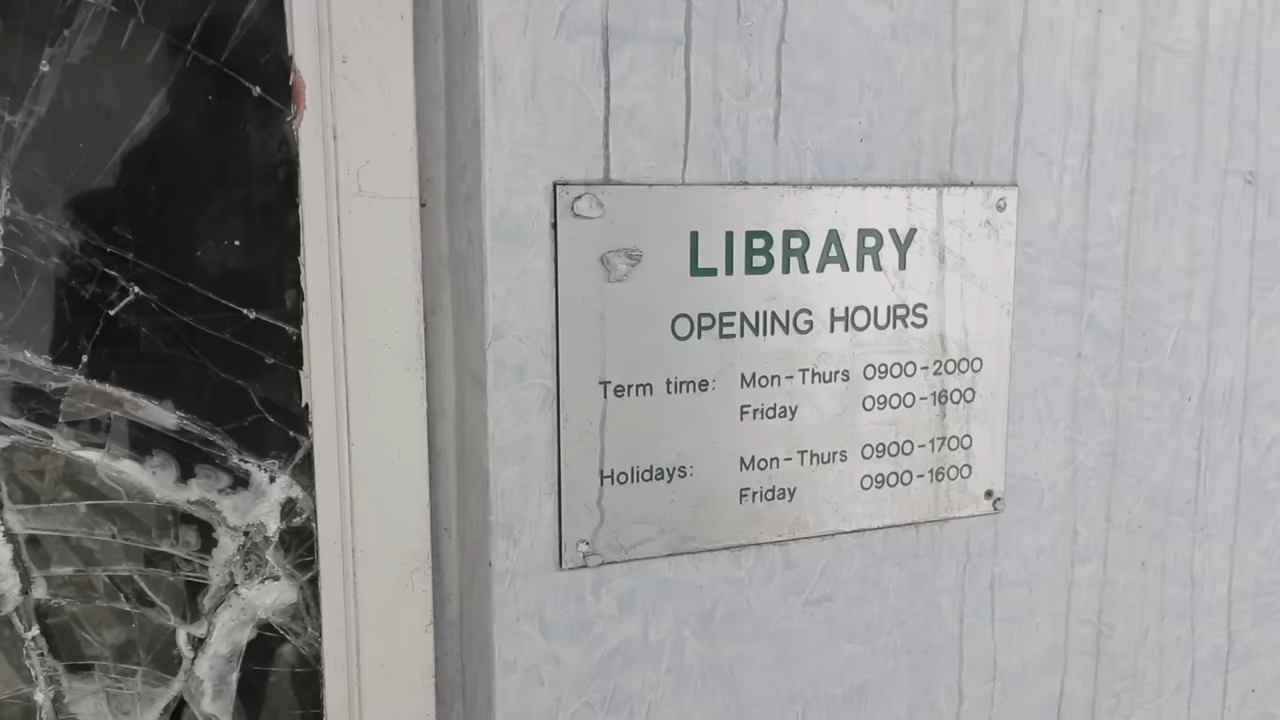 LIBRARY
OPENING HOURS
Term time: Mon-Thurs 0900-2000
Friday 0900-1600
Holidays: Mon-Thurs 0900-1700
Friday 0900-1600